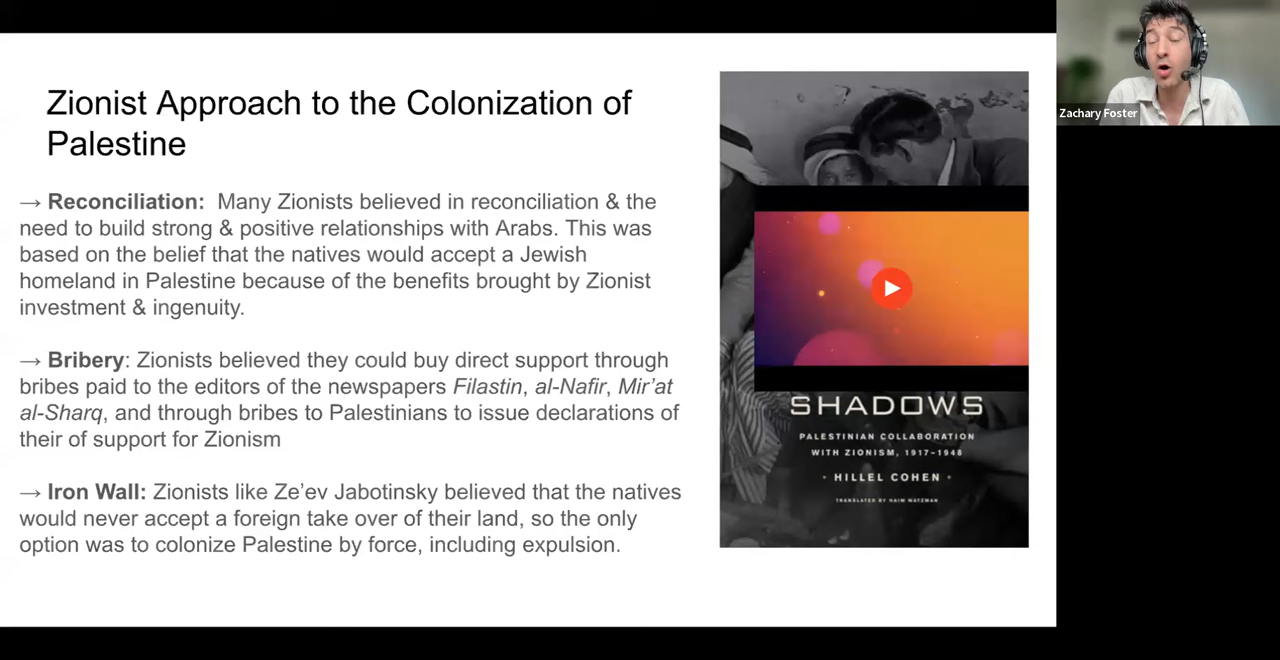 Zionist Approach to the Colonization of
Palestine
→ Reconciliation: Many Zionists believed in reconciliation & the
need to build strong & positive relationships with Arabs. This was
based on the belief that the natives would accept a Jewish
homeland in Palestine because of the benefits brought by Zionist
investment & ingenuity.
→ Bribery: Zionists believed they could buy direct support through
bribes paid to the editors of the newspapers Filastin, al-Nafir, Mir’at
al-Sharq, and through bribes to Palestinians to issue declarations of
their of support for Zionism
→ Iron Wall: Zionists like Ze’ev Jabotinsky believed that the natives
would never accept a foreign take over of their land, so the only
option was to colonize Palestine by force, including expulsion.
SHADOWS
PALESTINIAN COLLABORATION
WITH ZIONISM, 1917–1948
· HILLEL COHEN ·
TRANSLATED BY HAIM WATZMAN
Zachary Foster